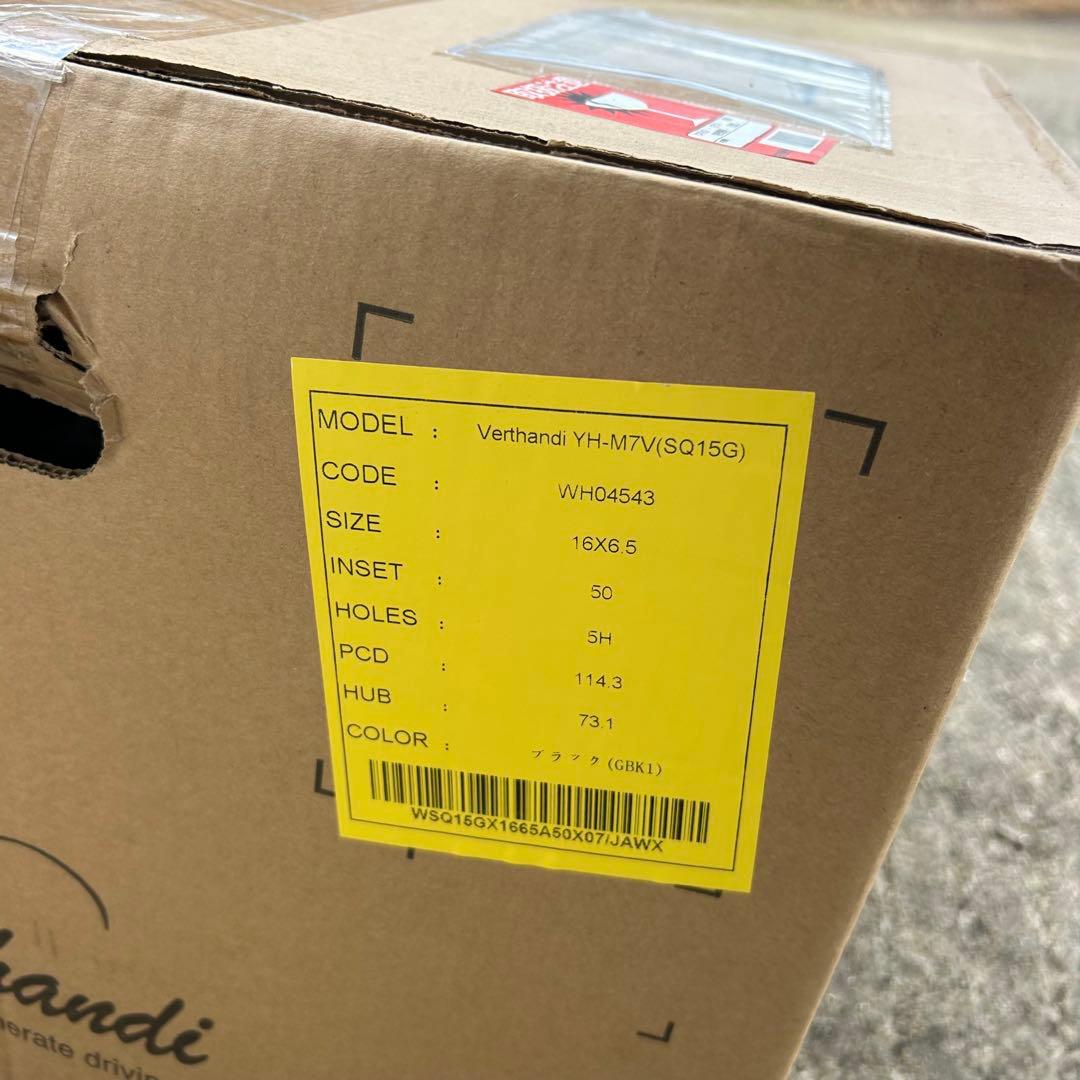 MODEL : Verthandi YH-M7V(SQ15G)
CODE : WH04543
SIZE : 16X6.5
INSET : 50
HOLES : 5H
PCD : 114.3
HUB : 73.1
COLOR : ブラック(GBK1)
WSQ15GX1665A50X07/JAWX
handi
nerate drivin